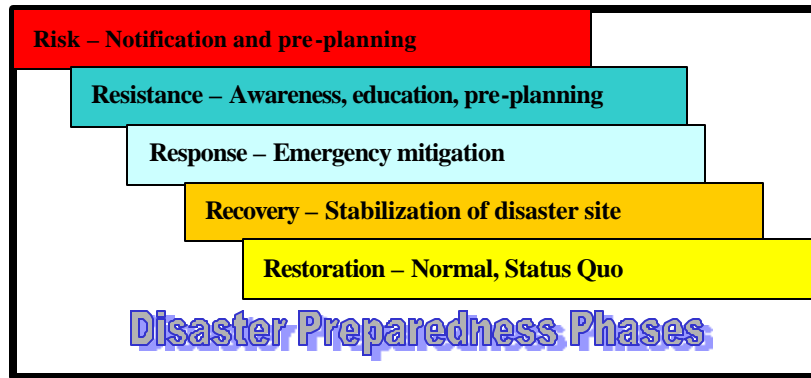 Risk – Notification and pre-planning
Resistance – Awareness, education, pre-planning
Response – Emergency mitigation
Recovery – Stabilization of disaster site
Restoration – Normal, Status Quo
Disaster Preparedness Phases